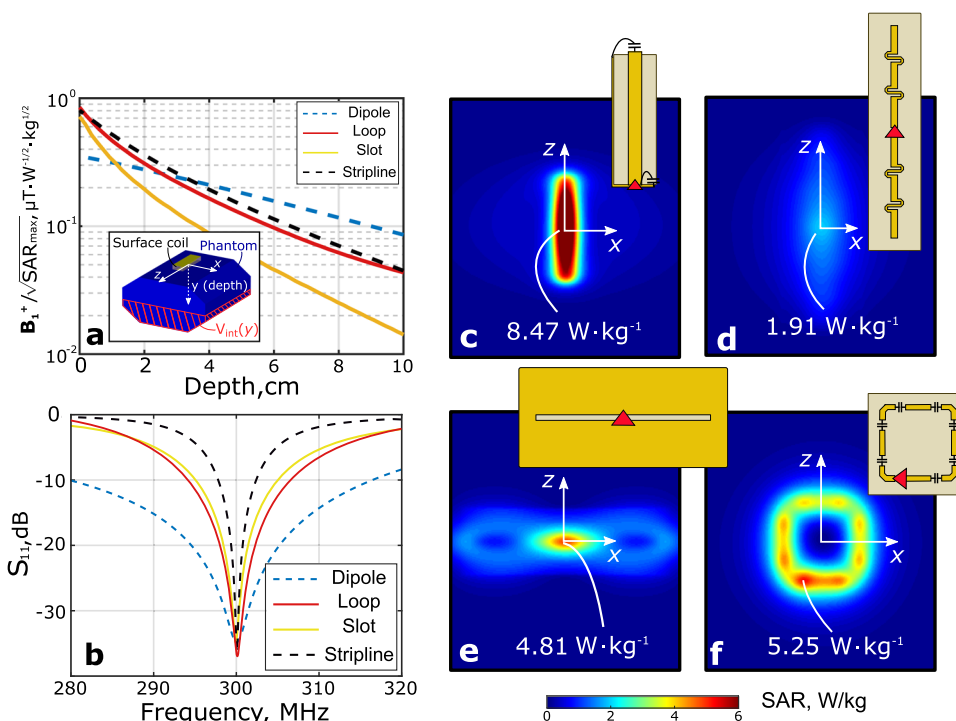 B₁⁺/√SARmax, μT·W⁻¹/²·kg¹/²
10⁰
10⁻¹
10⁻²
Dipole
Loop
Slot
Stripline
Surface coil
Phantom
z
x
y (depth)
Vint(y)
a
0 2 4 6 8 10
Depth,cm
S₁₁,dB
0
-10
-20
-30
Dipole
Loop
Slot
Stripline
b
280 290 300 310 320
Frequency, MHz
z
x
8.47 W·kg⁻¹
c
z
x
1.91 W·kg⁻¹
d
z
x
4.81 W·kg⁻¹
e
z
x
5.25 W·kg⁻¹
f
0 2 4 6
SAR, W/kg